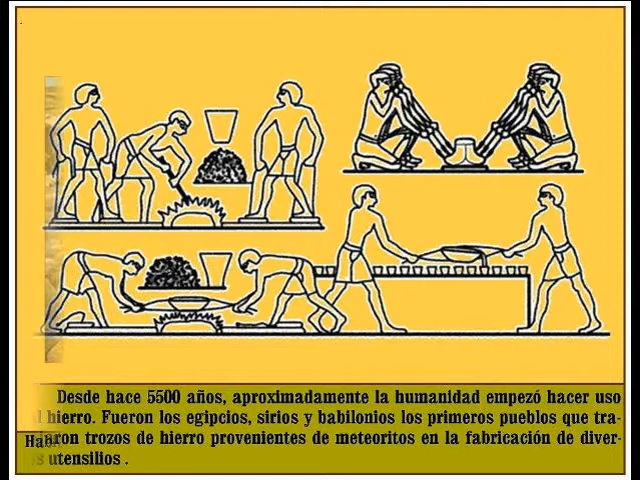 Desde hace 5500 años, aproximadamente la humanidad empezó hacer uso
hierro. Fueron los egipcios, sirios y babilonios los primeros pueblos que tra-
trozos de hierro provenientes de meteoritos en la fabricación de diver-
utensilios .